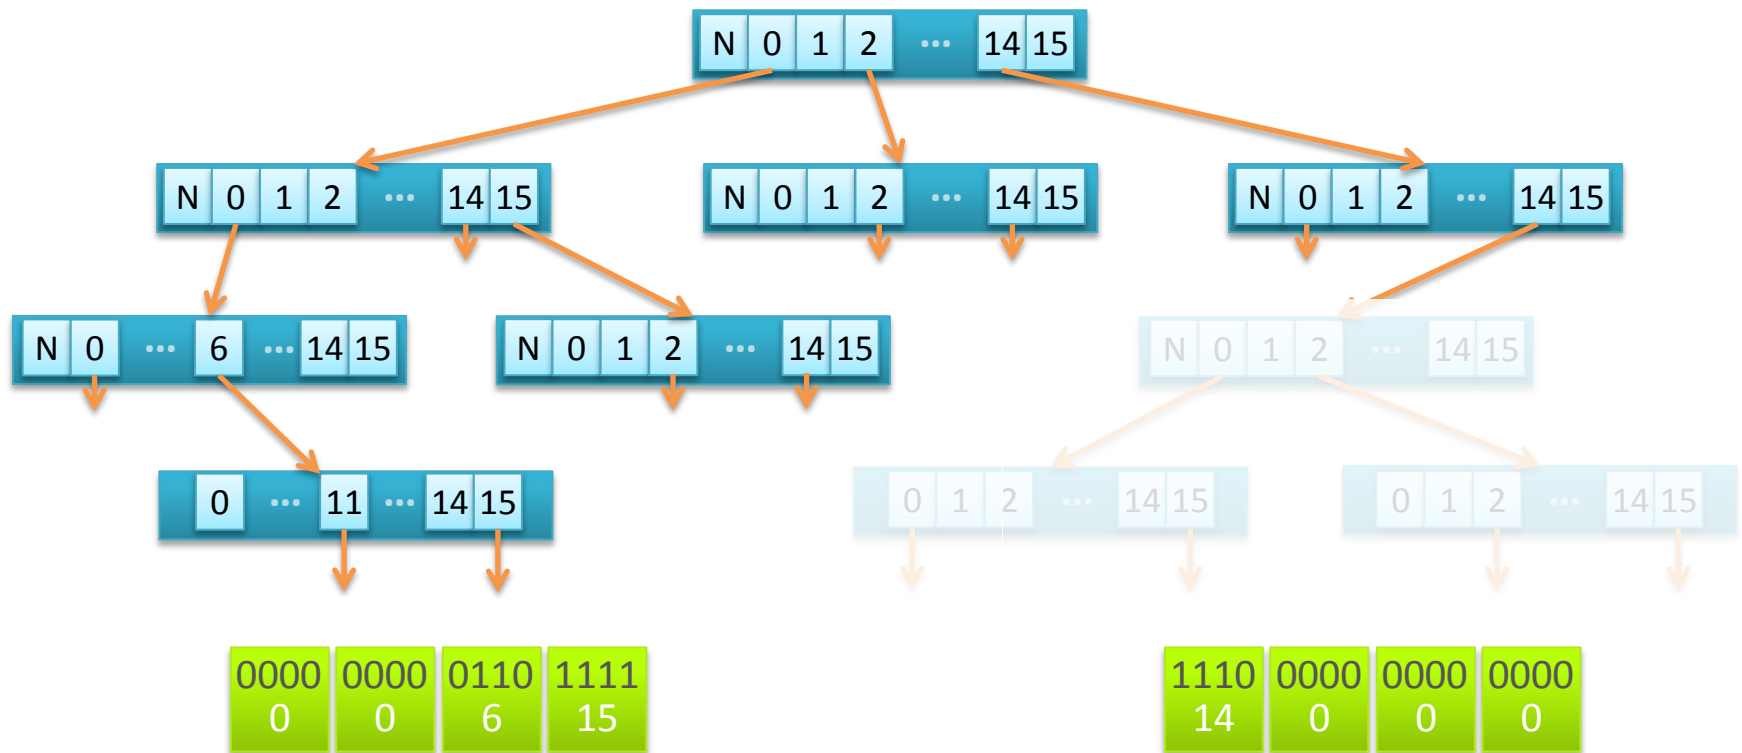 N 0 1 2 ... 14 15
N 0 1 2 ... 14 15
N 0 1 2 ... 14 15
N 0 1 2 ... 14 15
N 0 ... 6 ... 14 15
N 0 1 2 ... 14 15
N 0 1 2 ... 14 15
0 ... 11 ... 14 15
0 1 2 ... 14 15
0 1 2 ... 14 15
0000 0000 0110 1111
0 0 6 15
1110 0000 0000 0000
14 0 0 0